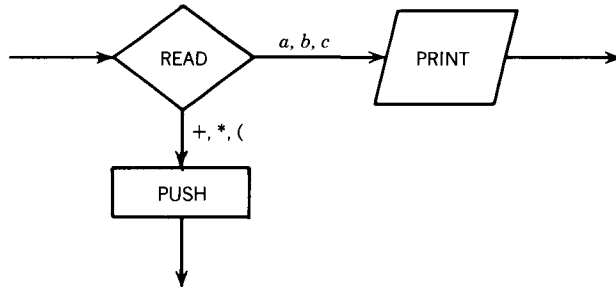 READ
a, b, c
PRINT
+, *, (
PUSH